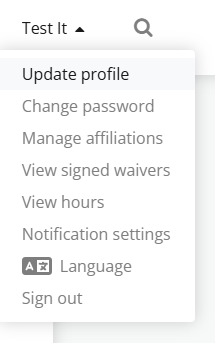 Test It
Update profile
Change password
Manage affiliations
View signed waivers
View hours
Notification settings
Language
Sign out